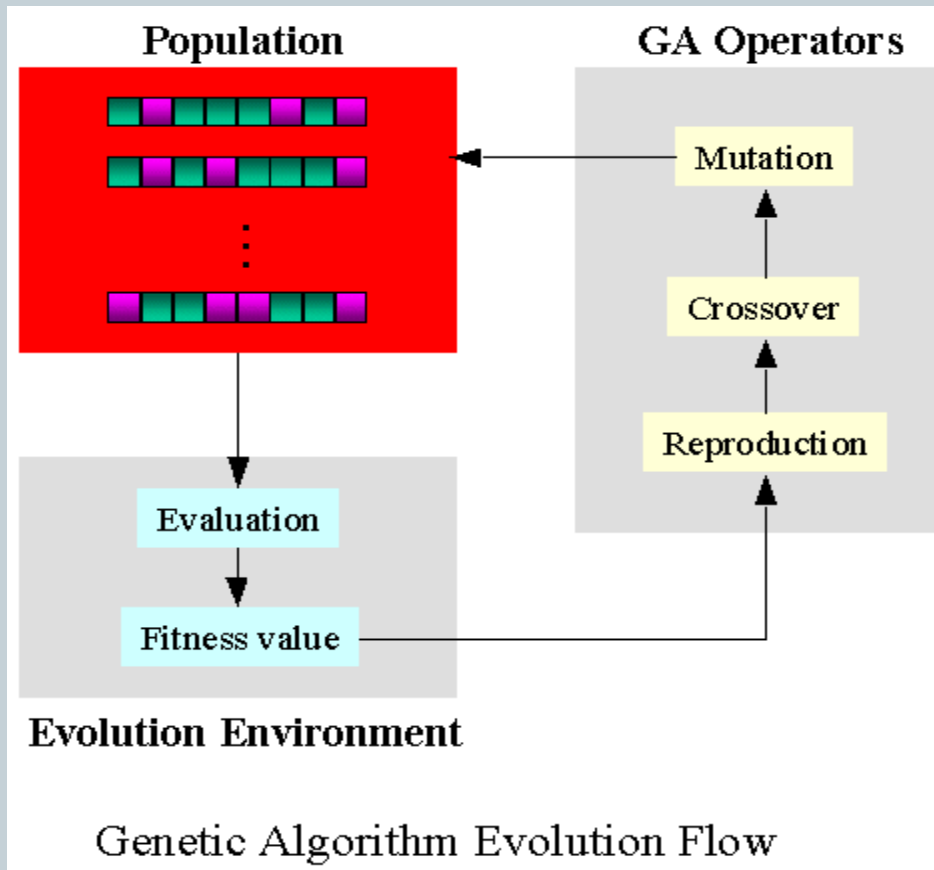 Population
GA Operators
Mutation
Crossover
Reproduction
Evaluation
Fitness value
Evolution Environment
Genetic Algorithm Evolution Flow